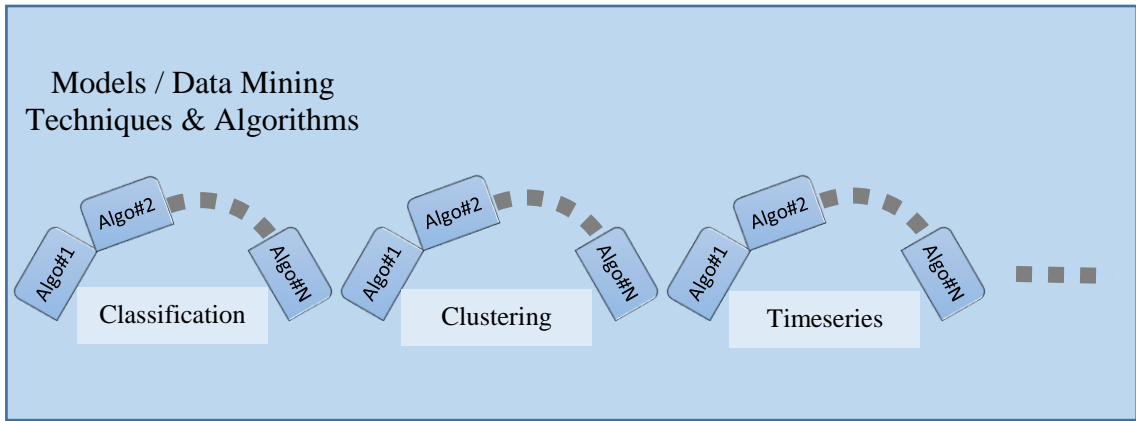 Models / Data Mining
Techniques & Algorithms
Algo#1
Algo#2
Algo#N
Classification
Algo#1
Algo#2
Algo#N
Clustering
Algo#1
Algo#2
Algo#N
Timeseries